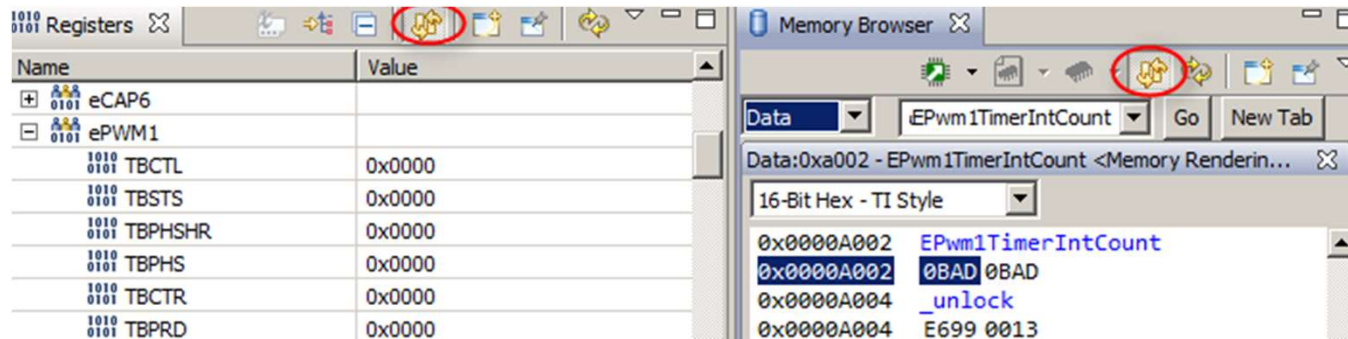 Registers
Name Value
eCAP6
ePWM1
TBCTL 0x0000
TBSTS 0x0000
TBPHSHR 0x0000
TBPHS 0x0000
TBCTR 0x0000
TBPRD 0x0000
Memory Browser
Data EPwm1TimerIntCount Go New Tab
Data:0xa002 - EPwm1TimerIntCount <Memory Renderin...
16-Bit Hex - TI Style
0x0000A002 EPwm1TimerIntCount
0x0000A002 0BAD 0BAD
0x0000A004 _unlock
0x0000A004 E699 0013